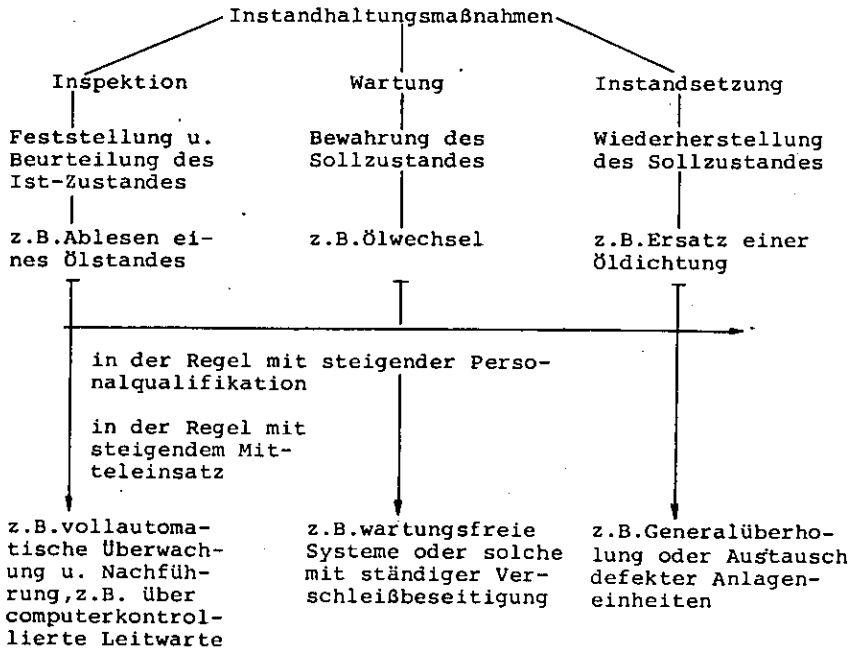 Instandhaltungsmaßnahmen
Inspektion
Wartung
Instandsetzung
Feststellung u.
Beurteilung des
Ist-Zustandes
Bewahrung des
Sollzustandes
Wiederherstellung
des Sollzustandes
z.B.Ablesen ei-
nes Ölstandes
z.B.Ölwechsel
z.B.Ersatz einer
Öldichtung
in der Regel mit steigender Perso-
nalqualifikation
in der Regel mit
steigendem Mit-
teleinsatz
z.B.vollautoma-
tische Überwach-
ung u. Nachfüh-
rung,z.B. über
computerkontrol-
lierte Leitwarte
z.B.wartungsfreie
Systeme oder solche
mit ständiger Ver-
schleißbeseitigung
z.B.Generalüberho-
lung oder Austausch
defekter Anlagen-
einheiten